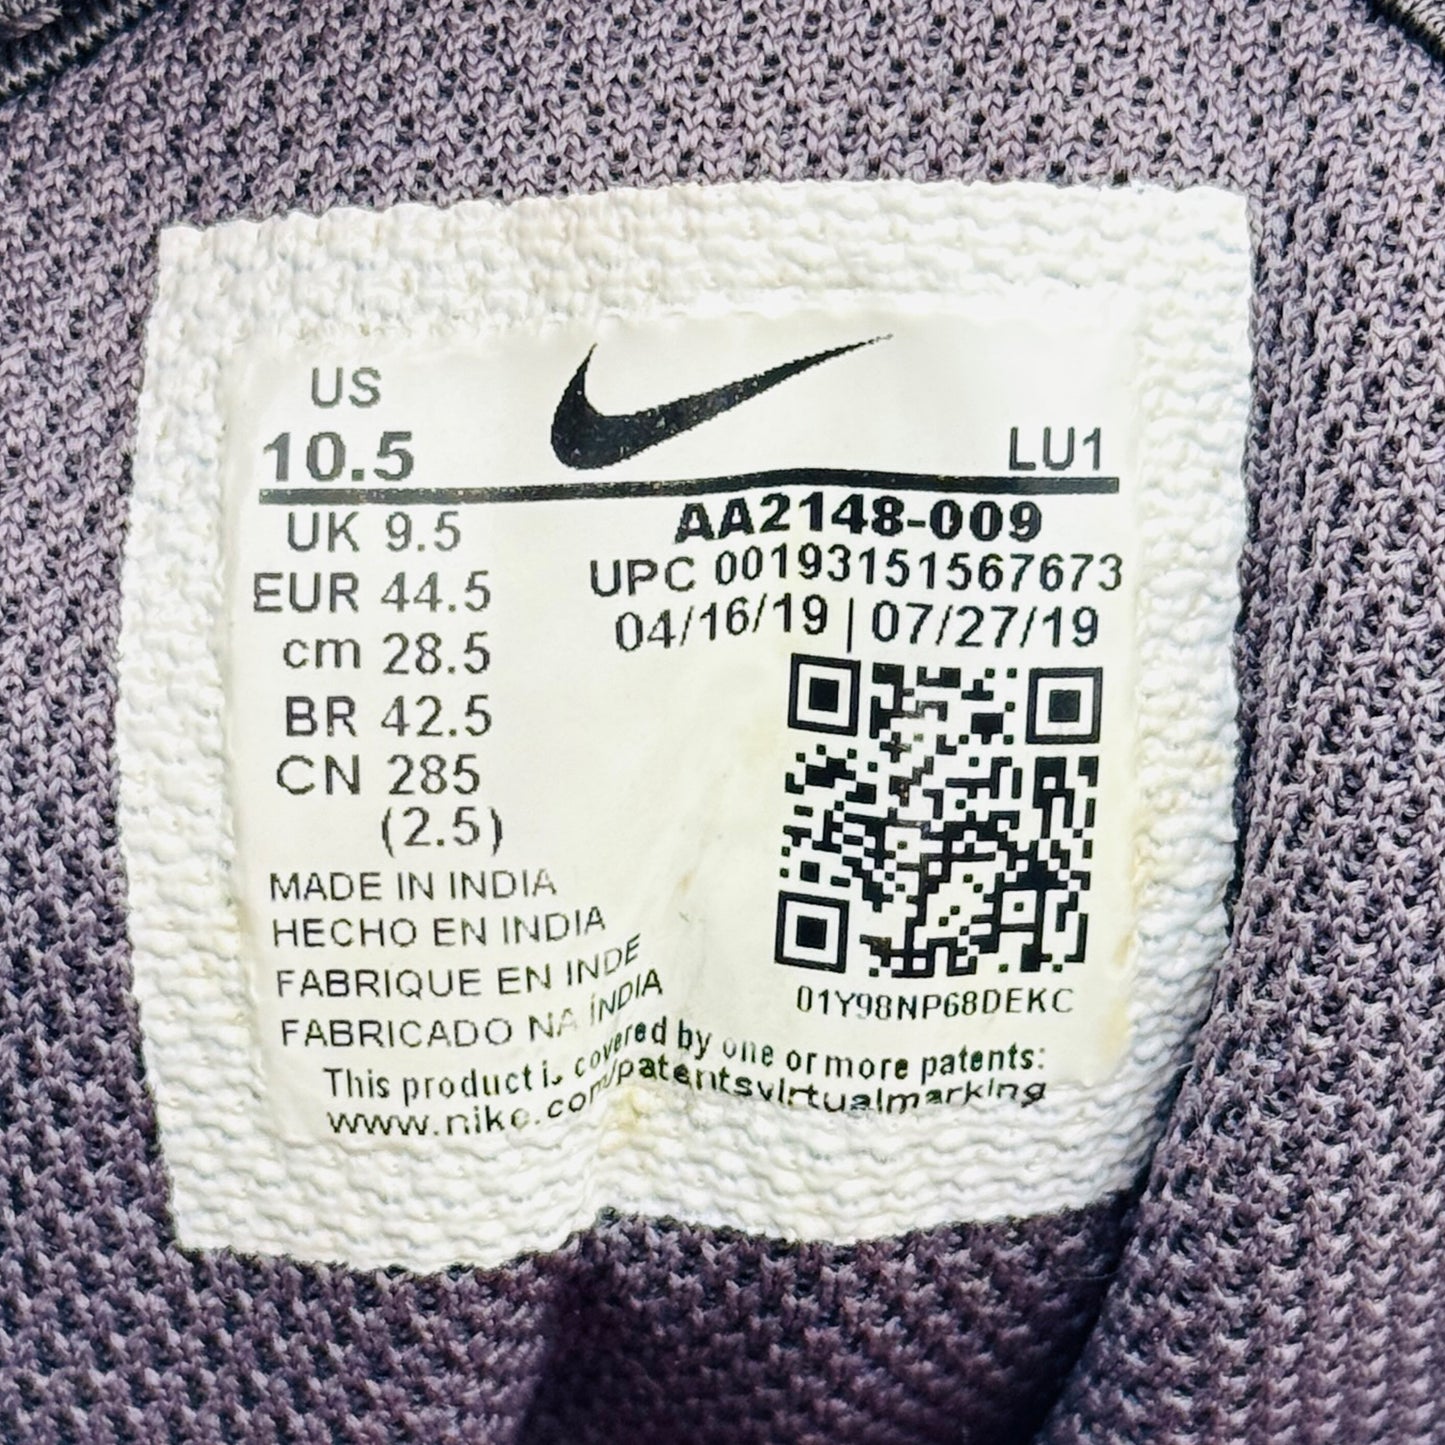 US
10.5
LU1
UK 9.5
EUR 44.5
cm 28.5
BR 42.5
CN 285
(2.5)
AA2148-009
UPC 00193151567673
04/16/19 | 07/27/19
01Y98NP68DEKC
MADE IN INDIA
HECHO EN INDIA
FABRIQUE EN INDE
FABRICADO NA ÍNDIA
This product is covered by one or more patents:
www.nike.com/patentsvirtualmarking